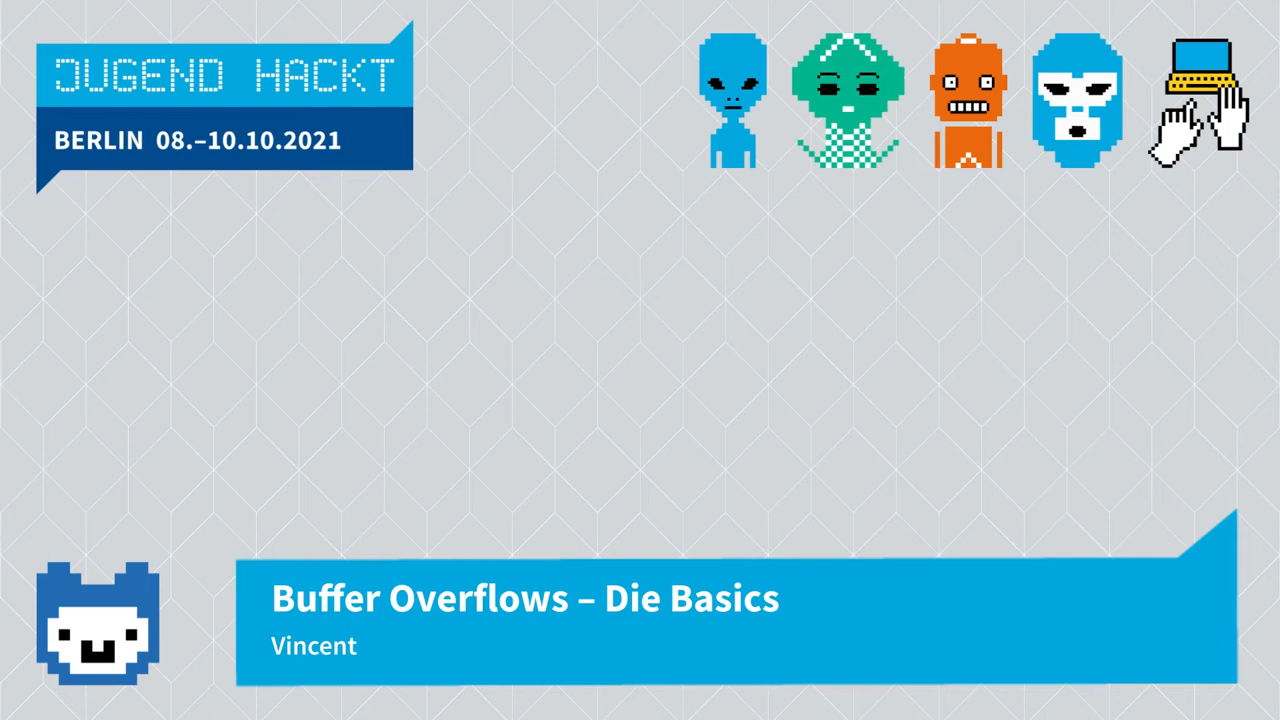 JUGEND HACKT
BERLIN 08.–10.10.2021
Buffer Overflows – Die Basics
Vincent